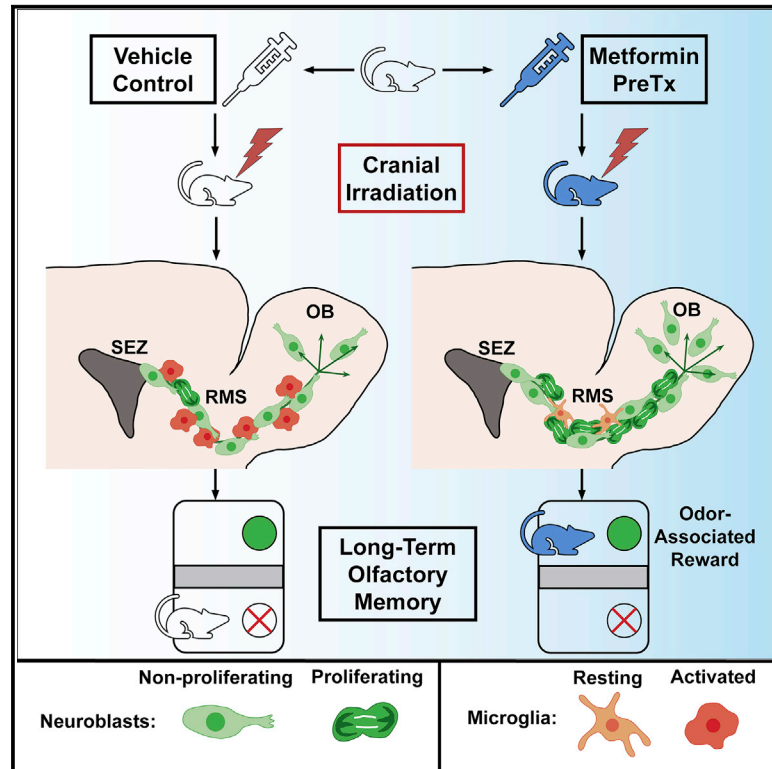 Vehicle
Control
Metformin
PreTx
Cranial
Irradiation
OB
SEZ
RMS
OB
SEZ
RMS
Long-Term
Olfactory
Memory
Odor-
Associated
Reward
Non-proliferating Proliferating
Neuroblasts:
Resting Activated
Microglia: